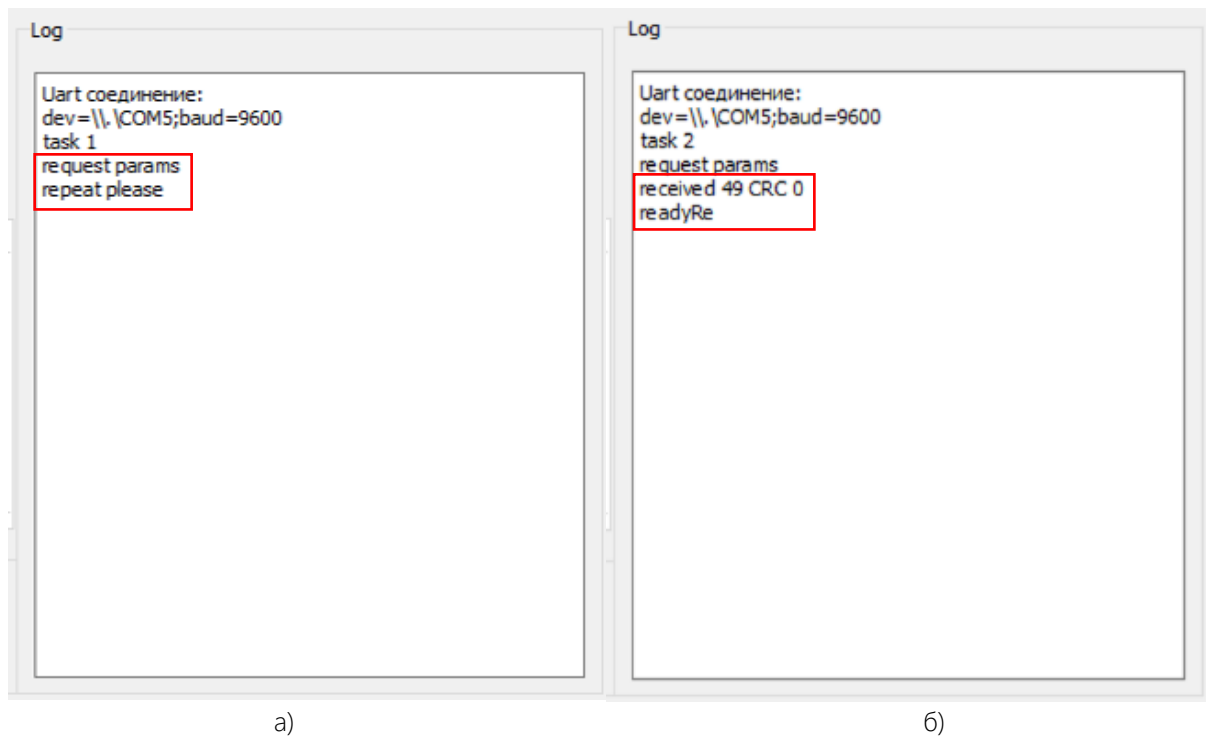 Log
Uart соединение:
dev=\\.\COM5;baud=9600
task 1
request params
repeat please
Log
Uart соединение:
dev=\\.\COM5;baud=9600
task 2
request params
received 49 CRC 0
readyRe
а)
б)